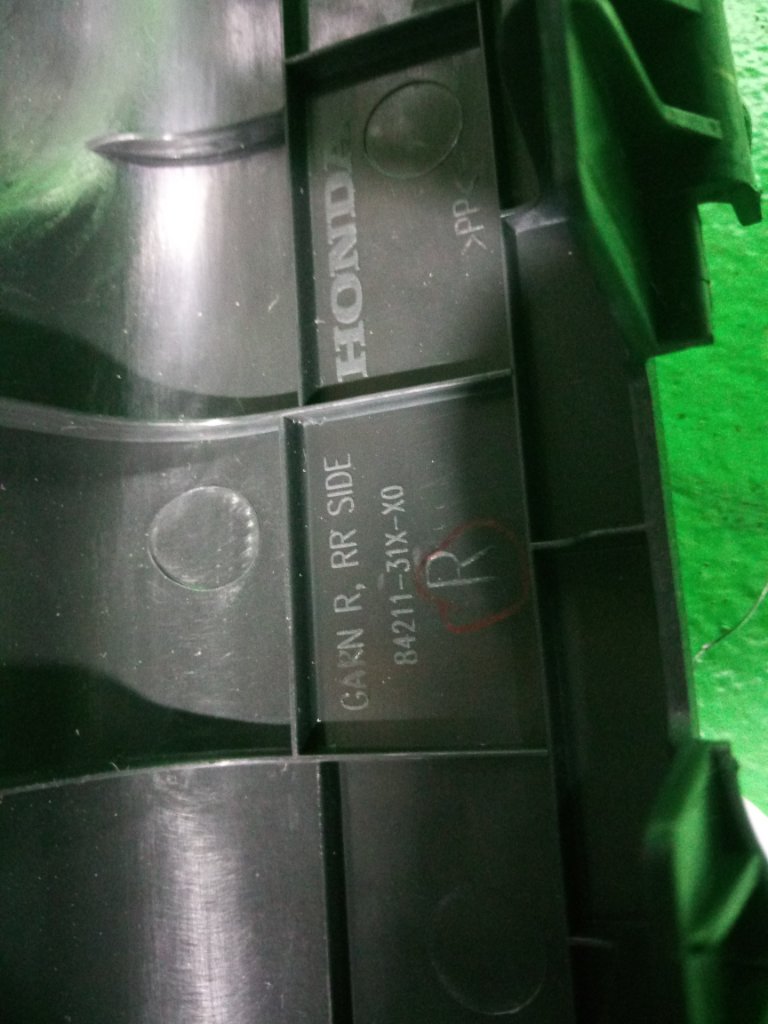 HONDA
>PP<
GARN R, RR SIDE
84211-31X-X0
R